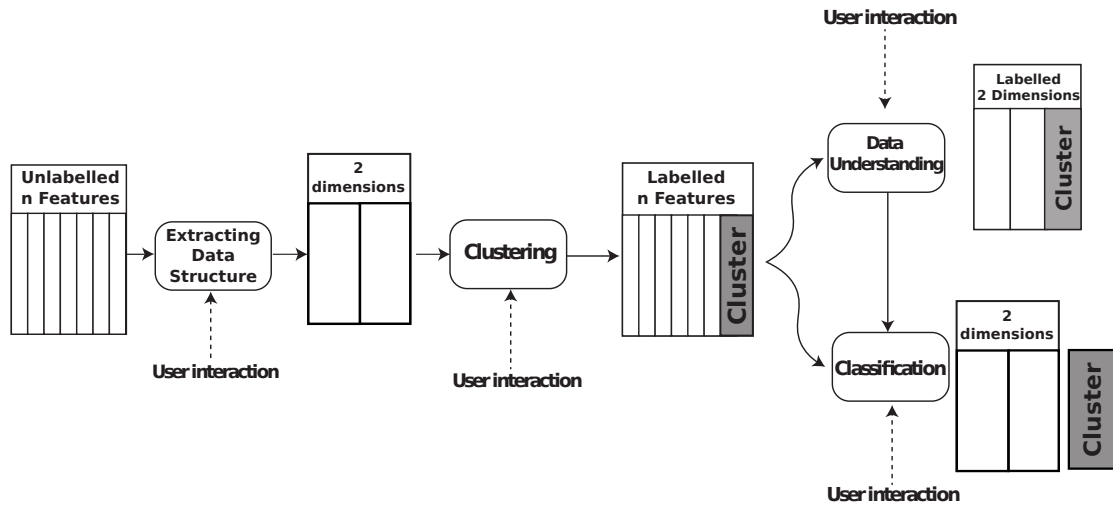 Unlabelled
n Features
Extracting
Data
Structure
User interaction
2
dimensions
Clustering
User interaction
Labelled
n Features
Cluster
User interaction
Data
Understanding
Labelled
2 Dimensions
Cluster
Classification
User interaction
2
dimensions
Cluster